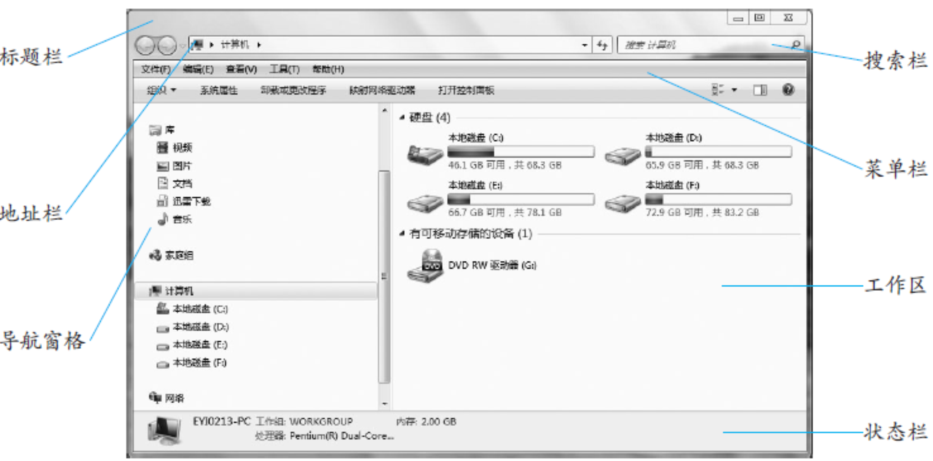 标题栏
地址栏
导航窗格
计算机
搜索 计算机
文件(F) 编辑(E) 查看(V) 工具(T) 帮助(H)
组织 系统属性 卸载或更改程序 映射网络驱动器 打开控制面板
库
视频
图片
文档
迅雷下载
音乐
家庭组
计算机
本地磁盘 (C:)
本地磁盘 (D:)
本地磁盘 (E:)
本地磁盘 (F:)
网络
硬盘 (4)
本地磁盘 (C:)
46.1 GB 可用，共 68.3 GB
本地磁盘 (D:)
65.9 GB 可用，共 68.3 GB
本地磁盘 (E:)
66.7 GB 可用，共 78.1 GB
本地磁盘 (F:)
72.9 GB 可用，共 83.2 GB
有可移动存储的设备 (1)
DVD
DVD RW 驱动器 (G:)
EYJ0213-PC 工作组: WORKGROUP 内存: 2.00 GB
处理器: Pentium(R) Dual-Core...
搜索栏
菜单栏
工作区
状态栏